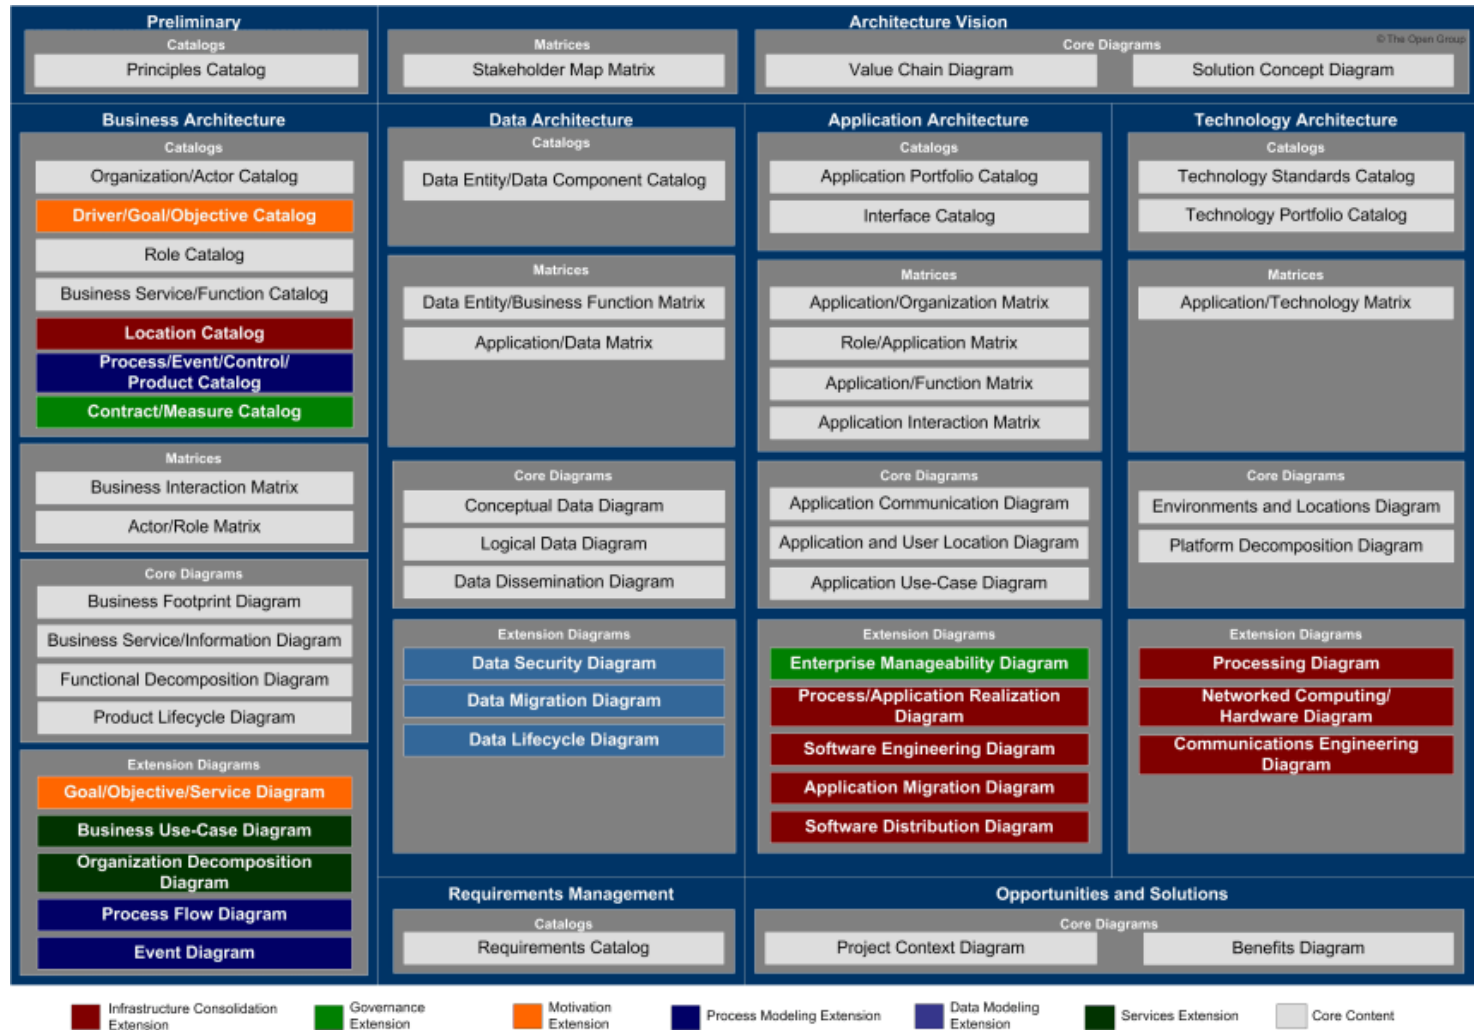 Preliminary
Catalogs
Principles Catalog
Architecture Vision
Matrices
Stakeholder Map Matrix
Core Diagrams
© The Open Group
Value Chain Diagram
Solution Concept Diagram
Business Architecture
Catalogs
Organization/Actor Catalog
Driver/Goal/Objective Catalog
Role Catalog
Business Service/Function Catalog
Location Catalog
Process/Event/Control/
Product Catalog
Contract/Measure Catalog
Matrices
Business Interaction Matrix
Actor/Role Matrix
Core Diagrams
Business Footprint Diagram
Business Service/Information Diagram
Functional Decomposition Diagram
Product Lifecycle Diagram
Extension Diagrams
Goal/Objective/Service Diagram
Business Use-Case Diagram
Organization Decomposition
Diagram
Process Flow Diagram
Event Diagram
Data Architecture
Catalogs
Data Entity/Data Component Catalog
Matrices
Data Entity/Business Function Matrix
Application/Data Matrix
Core Diagrams
Conceptual Data Diagram
Logical Data Diagram
Data Dissemination Diagram
Extension Diagrams
Data Security Diagram
Data Migration Diagram
Data Lifecycle Diagram
Application Architecture
Catalogs
Application Portfolio Catalog
Interface Catalog
Matrices
Application/Organization Matrix
Role/Application Matrix
Application/Function Matrix
Application Interaction Matrix
Core Diagrams
Application Communication Diagram
Application and User Location Diagram
Application Use-Case Diagram
Extension Diagrams
Enterprise Manageability Diagram
Process/Application Realization
Diagram
Software Engineering Diagram
Application Migration Diagram
Software Distribution Diagram
Technology Architecture
Catalogs
Technology Standards Catalog
Technology Portfolio Catalog
Matrices
Application/Technology Matrix
Core Diagrams
Environments and Locations Diagram
Platform Decomposition Diagram
Extension Diagrams
Processing Diagram
Networked Computing/
Hardware Diagram
Communications Engineering
Diagram
Requirements Management
Catalogs
Requirements Catalog
Opportunities and Solutions
Core Diagrams
Project Context Diagram
Benefits Diagram
Infrastructure Consolidation
Extension
Governance
Extension
Motivation
Extension
Process Modeling Extension
Data Modeling
Extension
Services Extension
Core Content